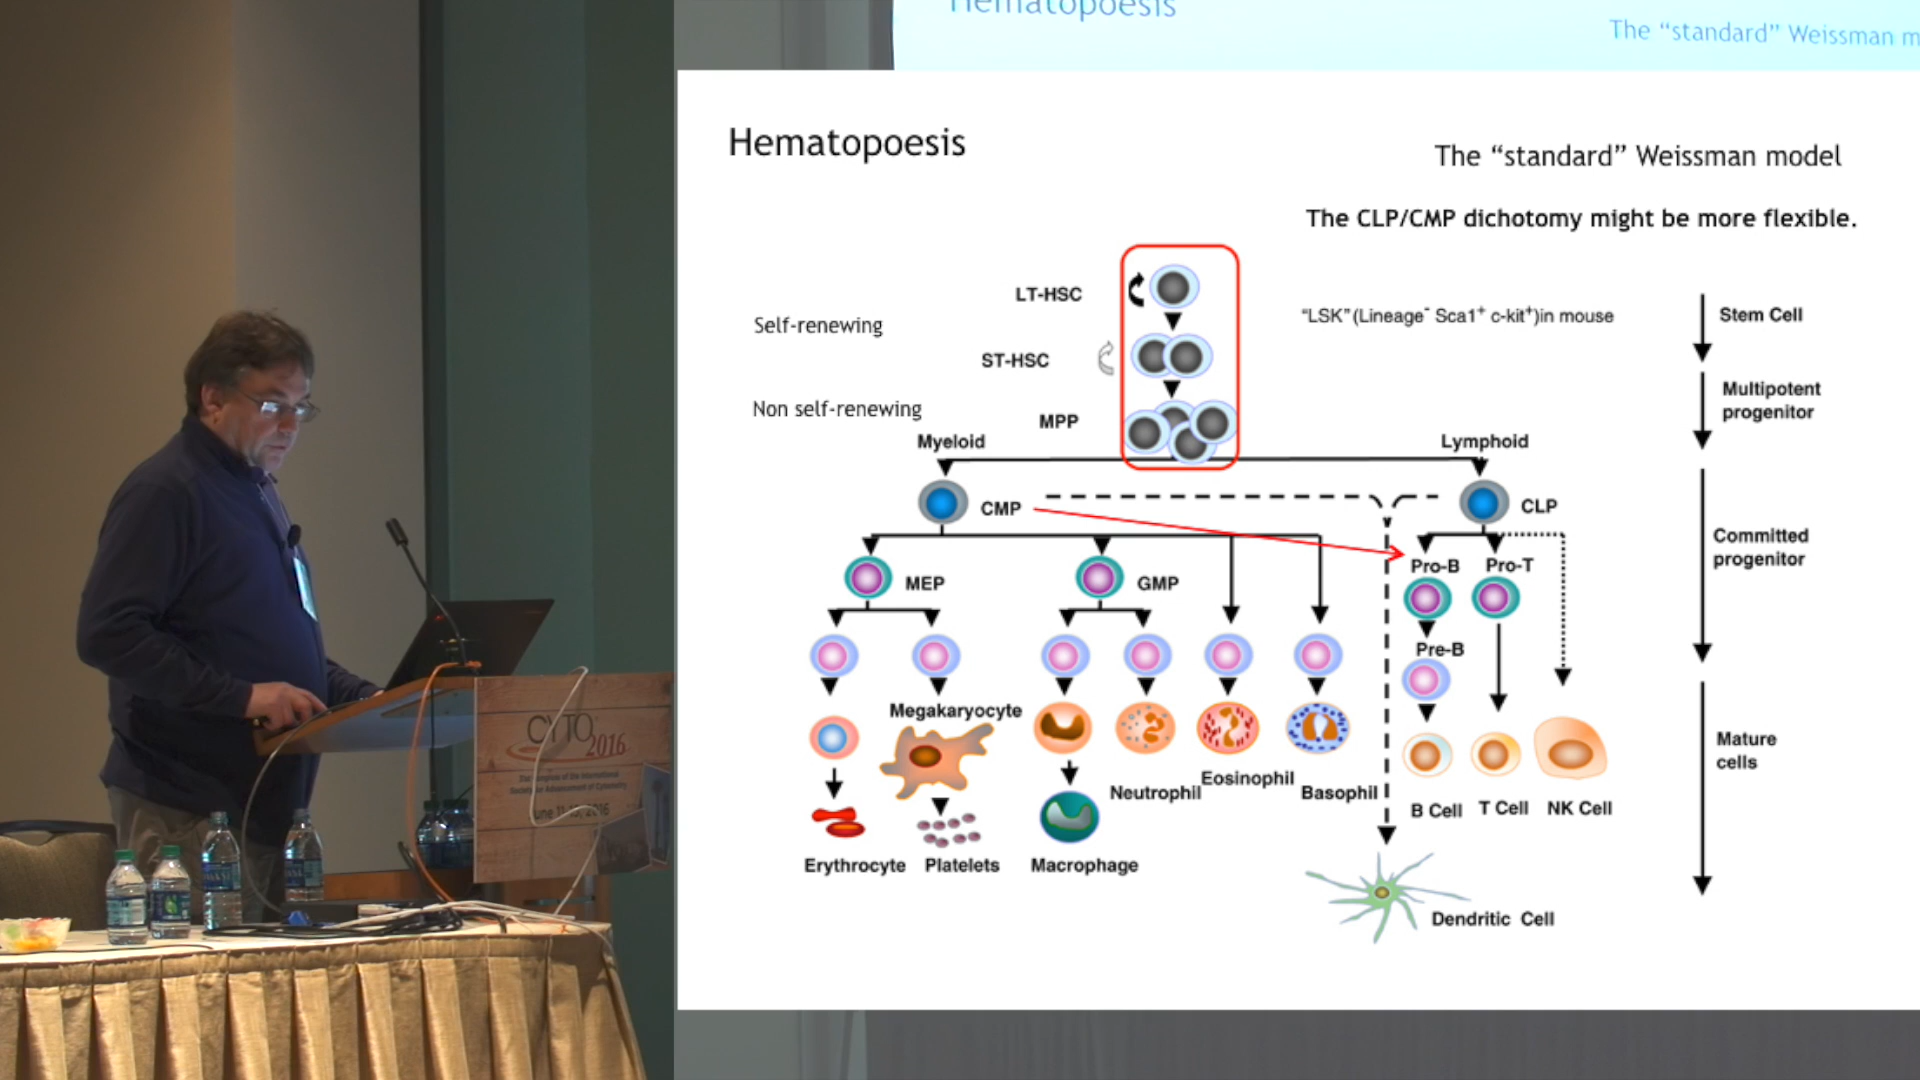 Hematopoesis
The “standard” Weissman m
Hematopoesis
The “standard” Weissman model
The CLP/CMP dichotomy might be more flexible.
LT-HSC
"LSK"(Lineage- Sca1+ c-kit+)in mouse
Stem Cell
Self-renewing
ST-HSC
Multipotent
progenitor
Non self-renewing
MPP
Myeloid
Lymphoid
CMP
CLP
Committed
progenitor
Pro-B
Pro-T
MEP
GMP
Pre-B
Megakaryocyte
Mature
cells
Neutrophil
Eosinophil
Basophil
B Cell
T Cell
NK Cell
Erythrocyte
Platelets
Macrophage
Dendritic Cell
CYTO
2016